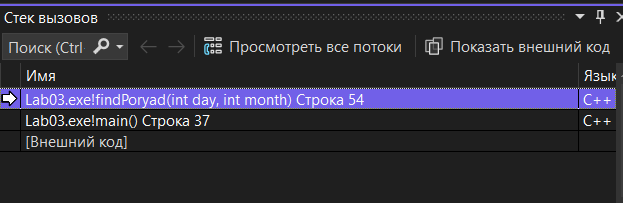 Стек вызовов
Поиск (Ctrl Просмотреть все потоки Показать внешний код
Имя Язык
Lab03.exe!findPoryad(int day, int month) Строка 54 C++
Lab03.exe!main() Строка 37 C++
[Внешний код]